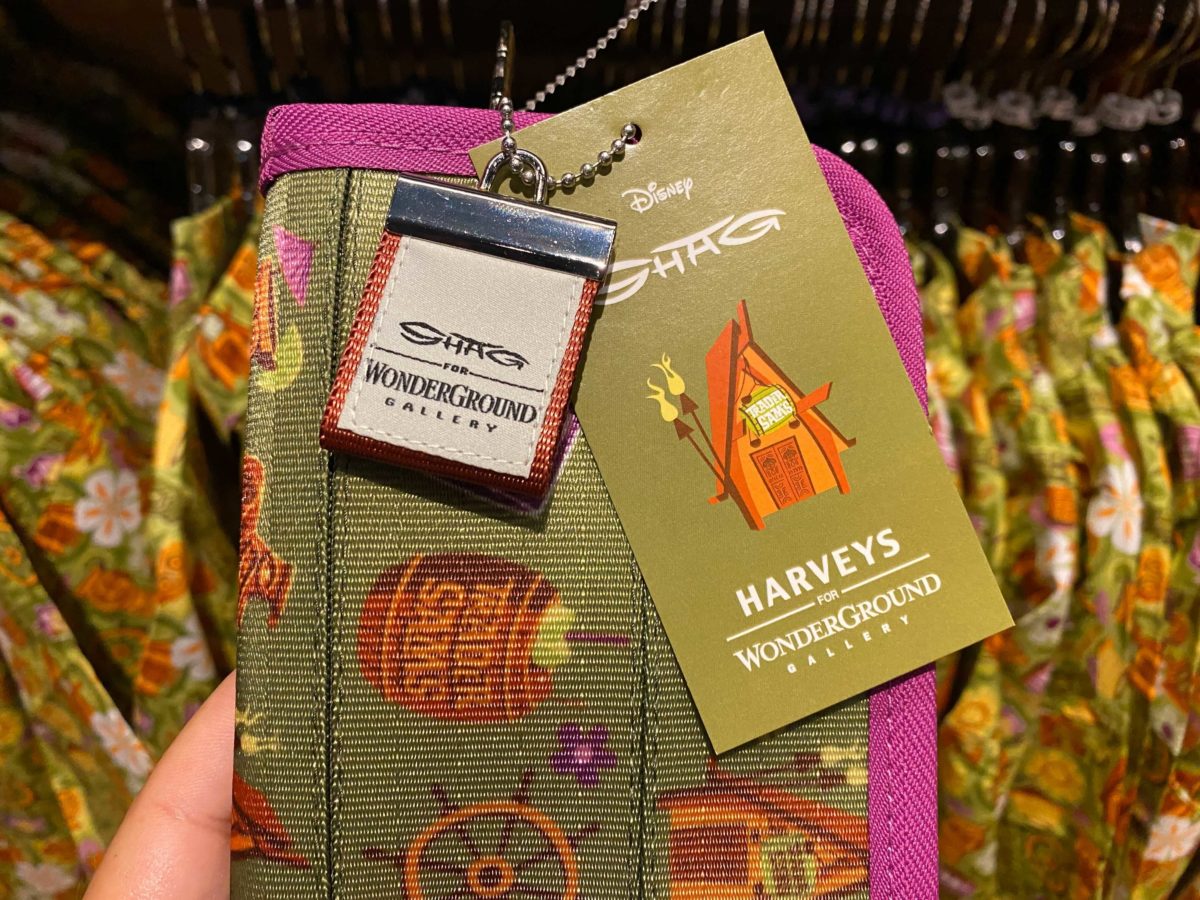 SHAG
FOR
WONDERGROUND
GALLERY
DISNEY
SHAG
TRADER
SAM'S
HARVEYS
FOR
WONDERGROUND
GALLERY